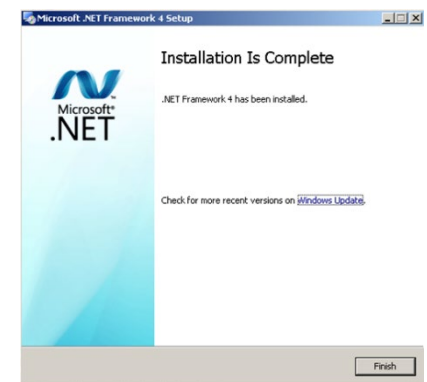 Microsoft .NET Framework 4 Setup
Installation Is Complete
Microsoft®
.NET
.NET Framework 4 has been installed.
Check for more recent versions on Windows Update.
Finish